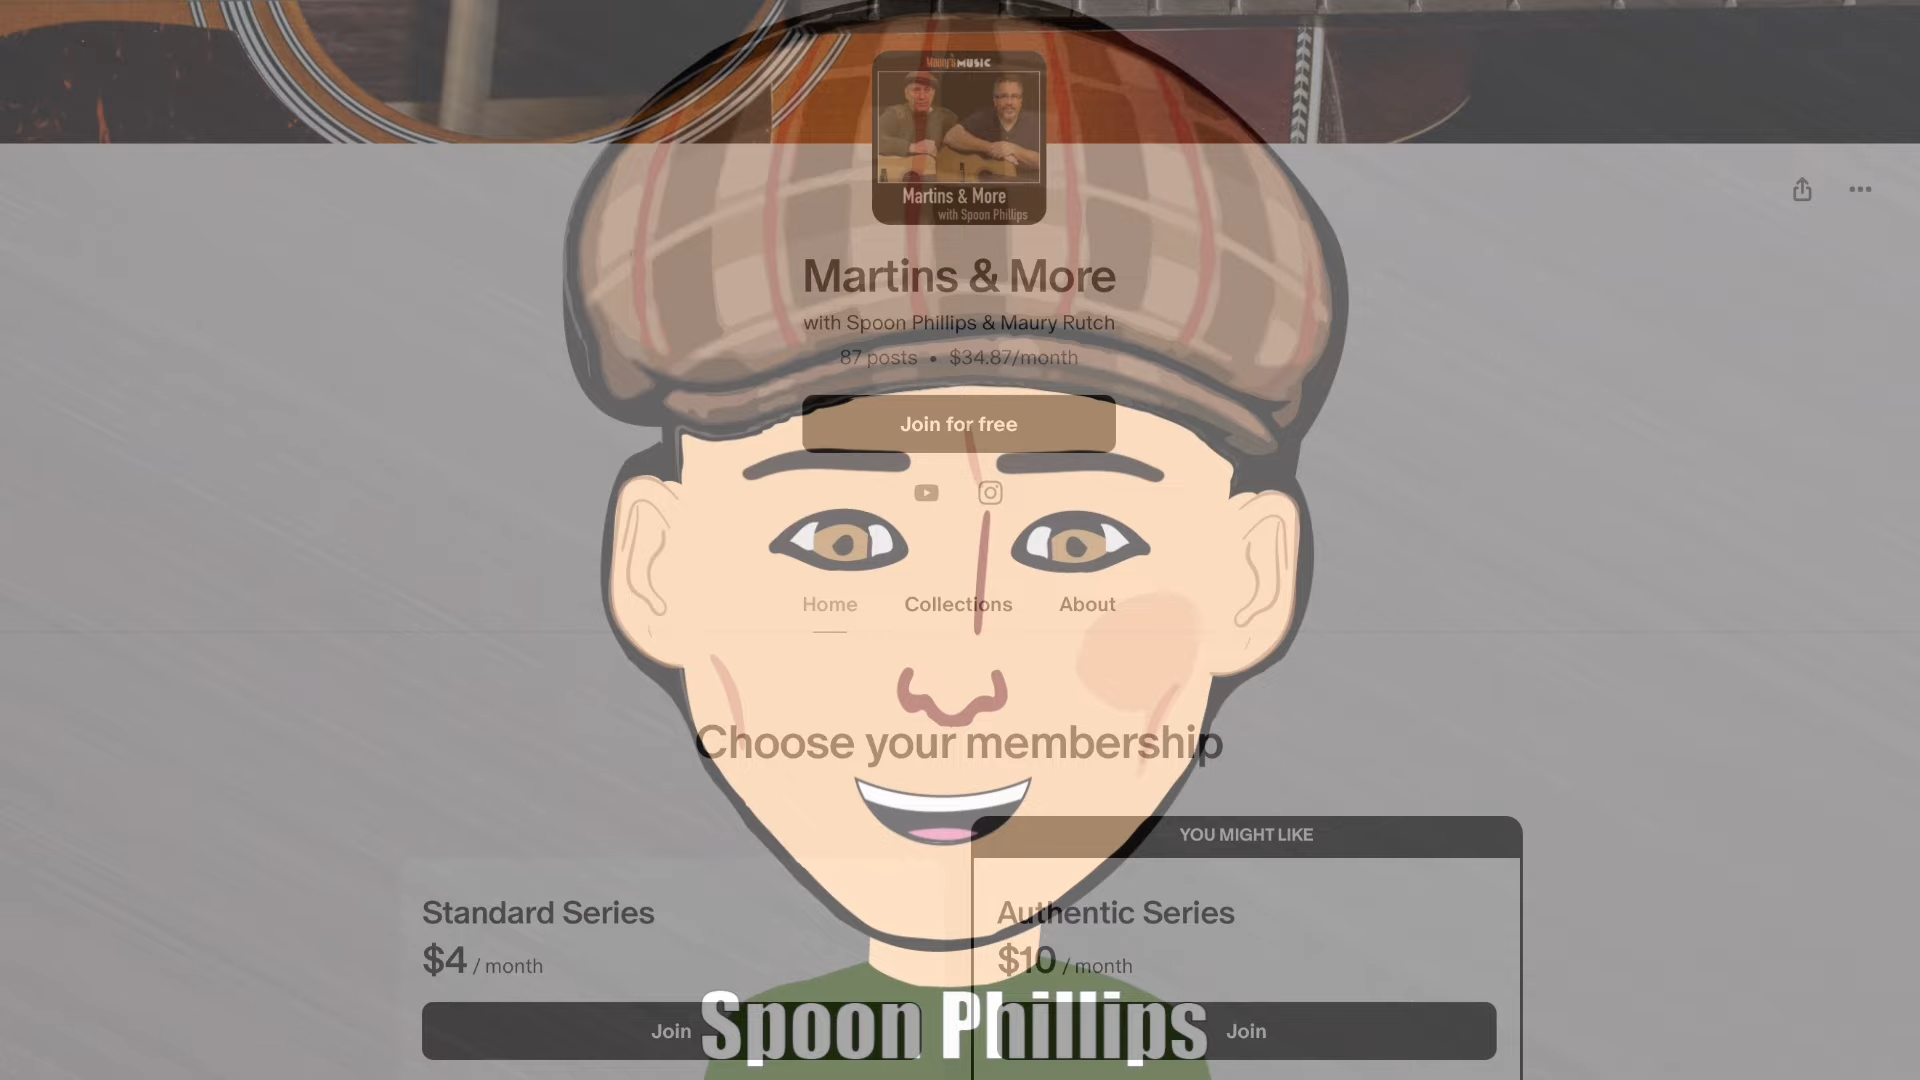 Maury's MUSIC
Martins & More
with Spoon Phillips
Martins & More
with Spoon Phillips & Maury Rutch
87 posts • $34.87/month
Join for free
Home Collections About
Choose your membership
YOU MIGHT LIKE
Standard Series
$4 / month
Join
Authentic Series
$10 / month
Join
Spoon Phillips